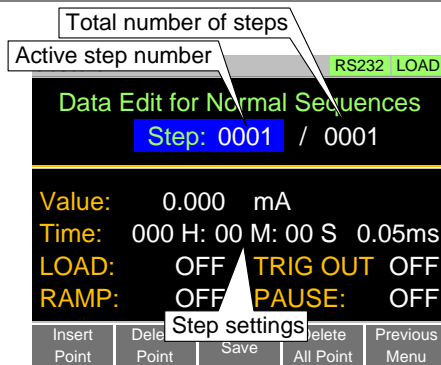 Total number of steps
Active step number
RS232 LOAD
Data Edit for Normal Sequences
Step: 0001 / 0001
Value: 0.000 mA
Time: 000 H: 00 M: 00 S 0.05ms
LOAD: OFF TRIG OUT OFF
RAMP: OFF PAUSE: OFF
Step settings
Insert Point
Point
Save
All Point
Previous Menu